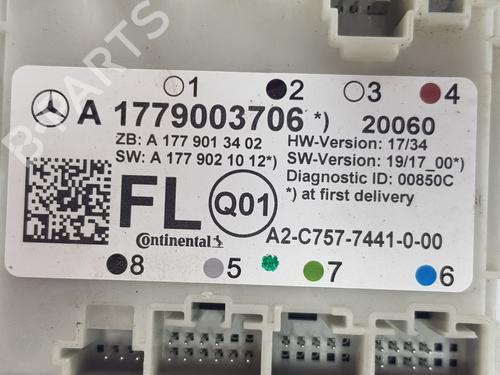 1 2 3 4
A 1779003706 *) 20060
ZB: A 177 901 34 02 HW-Version: 17/34
SW: A 177 902 10 12*) SW-Version: 19/17_00*)
Diagnostic ID: 00850C
FL Q01 *) at first delivery
Continental A2-C757-7441-0-00
8 5 7 6
B-PARTS